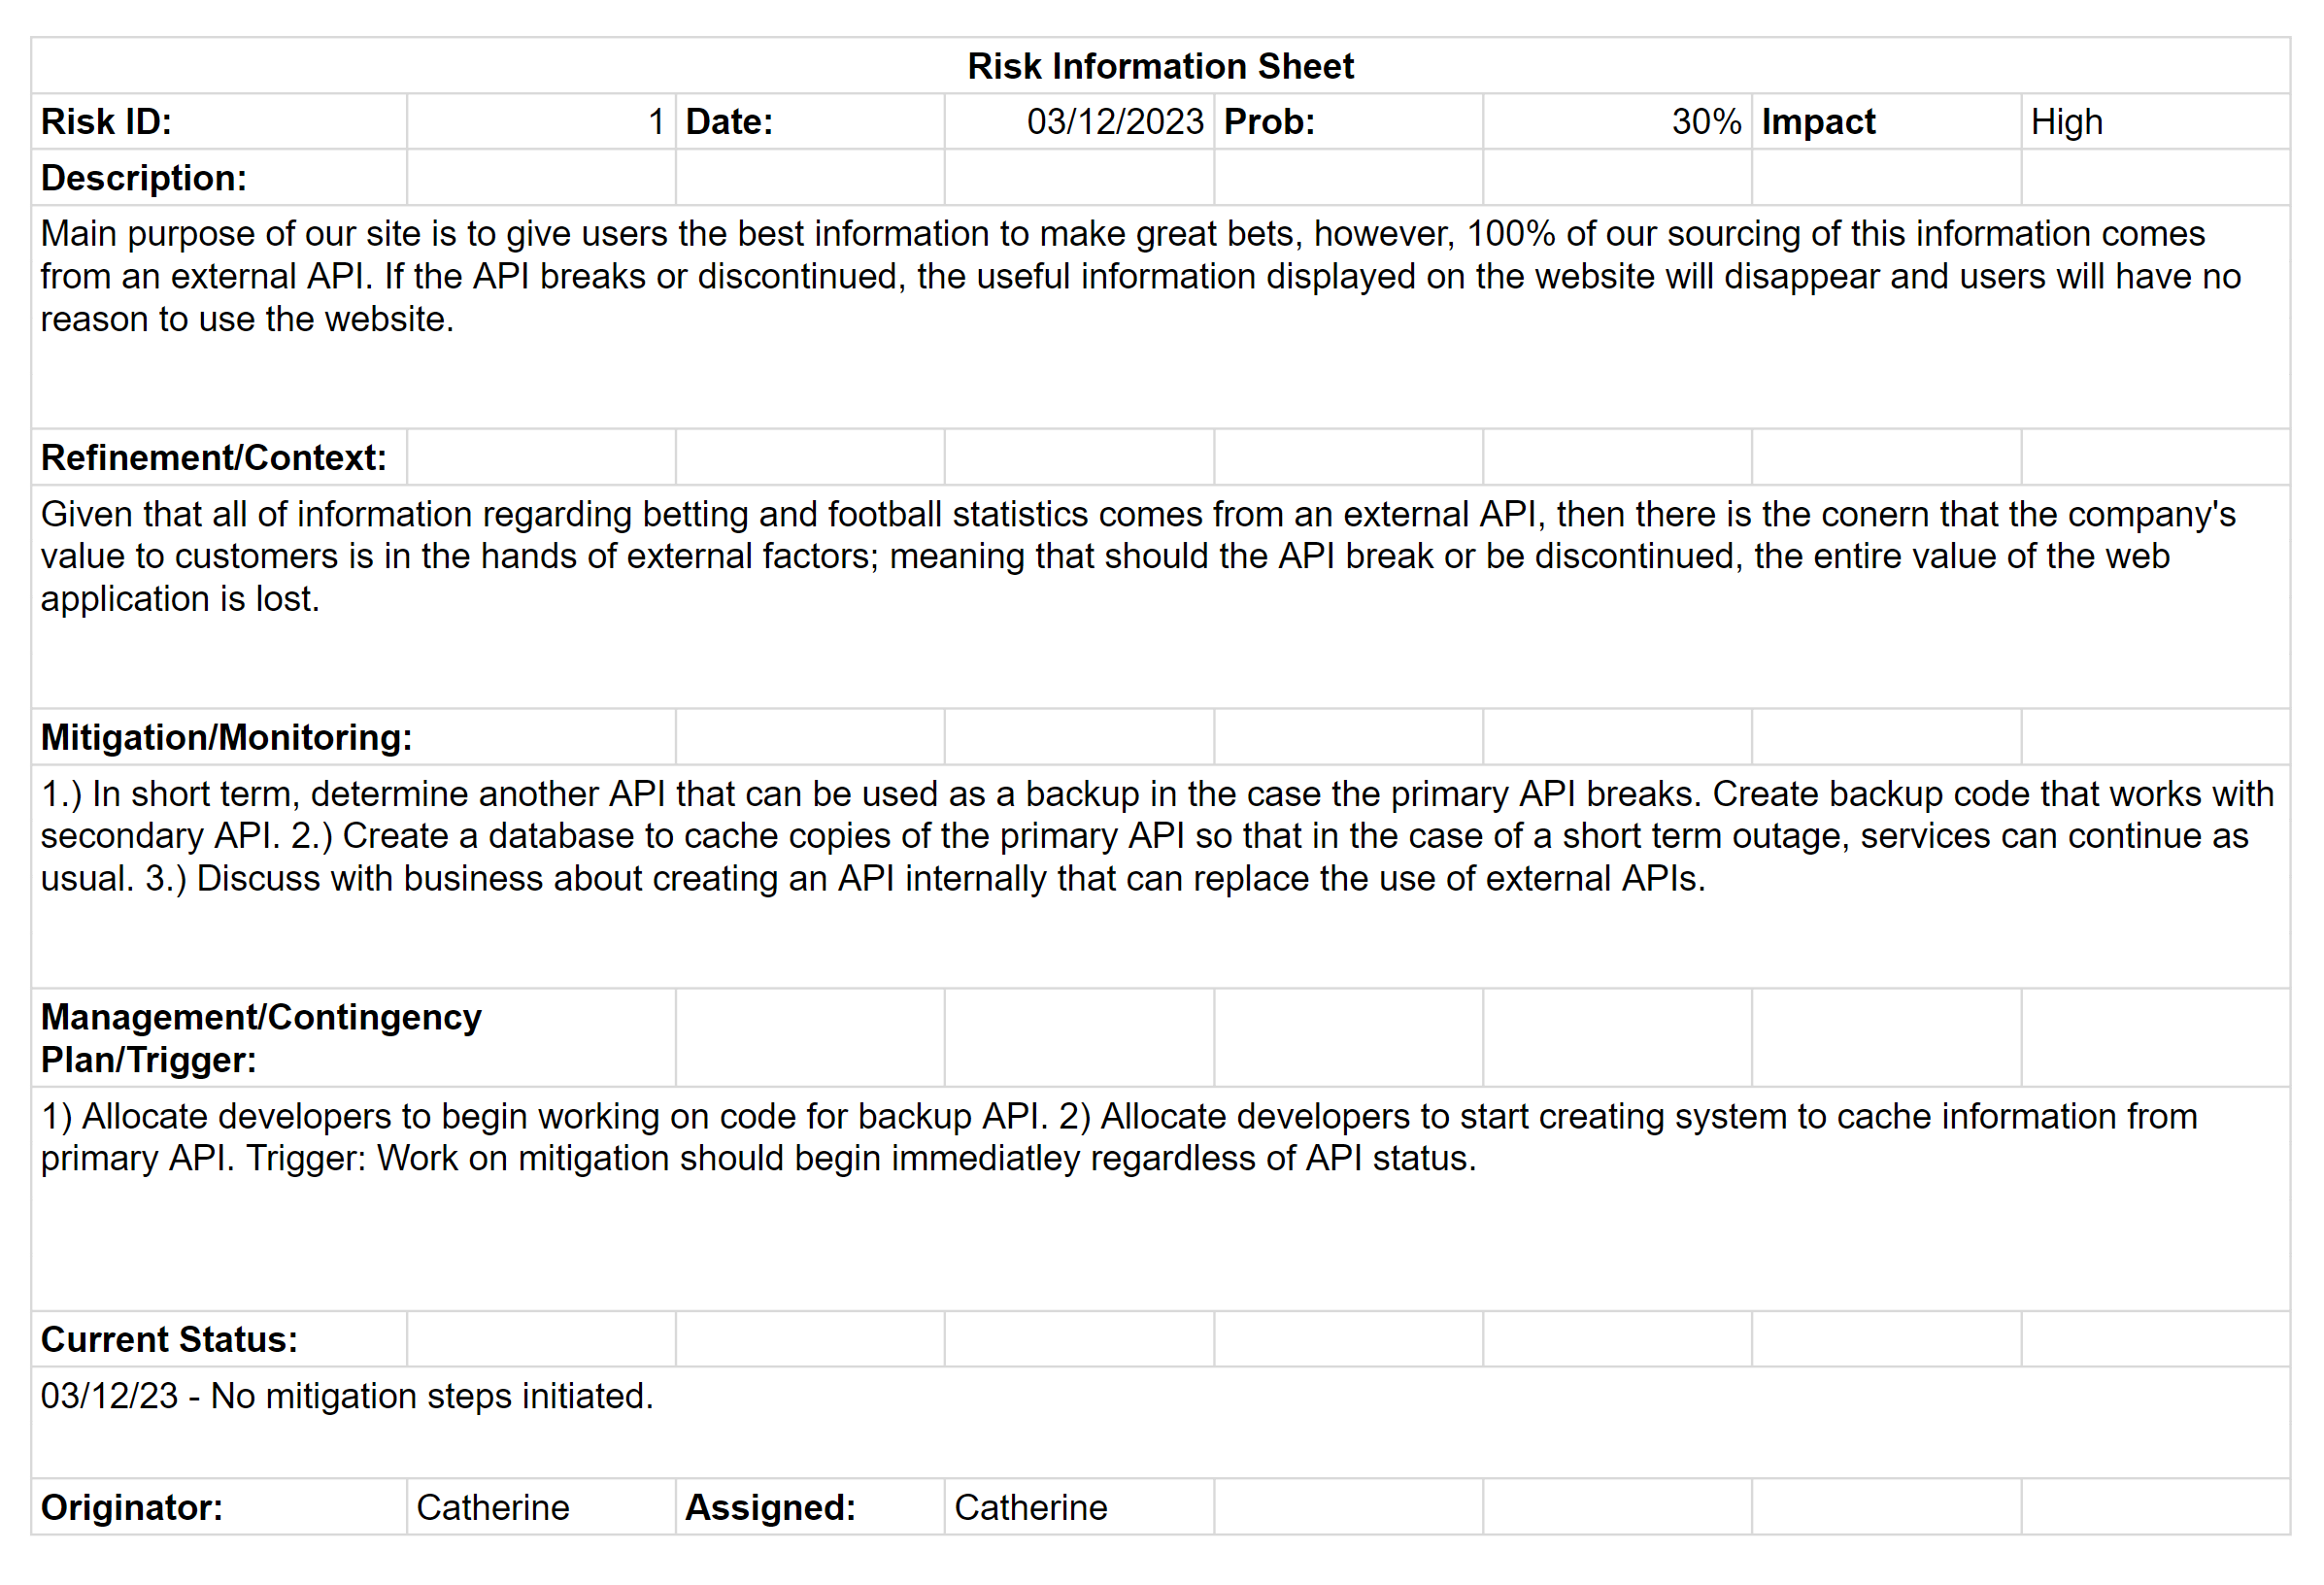 Risk Information Sheet
Risk ID: 1 Date: 03/12/2023 Prob: 30% Impact High
Description:
Main purpose of our site is to give users the best information to make great bets, however, 100% of our sourcing of this information comes
from an external API. If the API breaks or discontinued, the useful information displayed on the website will disappear and users will have no
reason to use the website.
Refinement/Context:
Given that all of information regarding betting and football statistics comes from an external API, then there is the conern that the company's
value to customers is in the hands of external factors; meaning that should the API break or be discontinued, the entire value of the web
application is lost.
Mitigation/Monitoring:
1.) In short term, determine another API that can be used as a backup in the case the primary API breaks. Create backup code that works with
secondary API. 2.) Create a database to cache copies of the primary API so that in the case of a short term outage, services can continue as
usual. 3.) Discuss with business about creating an API internally that can replace the use of external APIs.
Management/Contingency
Plan/Trigger:
1) Allocate developers to begin working on code for backup API. 2) Allocate developers to start creating system to cache information from
primary API. Trigger: Work on mitigation should begin immediatley regardless of API status.
Current Status:
03/12/23 - No mitigation steps initiated.
Originator: Catherine Assigned: Catherine